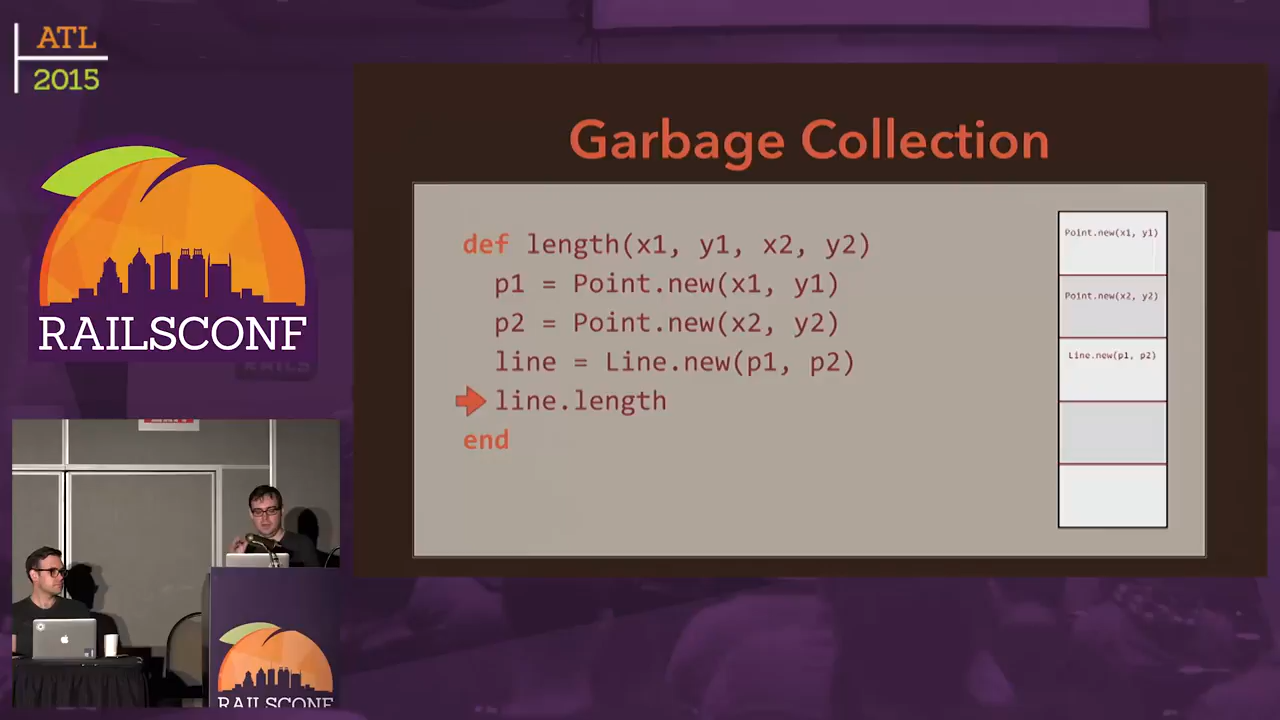 ATL
2015
RAILSCONF
Garbage Collection
def length(x1, y1, x2, y2)
p1 = Point.new(x1, y1)
p2 = Point.new(x2, y2)
line = Line.new(p1, p2)
line.length
end
Point.new(x1, y1)
Point.new(x2, y2)
Line.new(p1, p2)
RAILSCONF